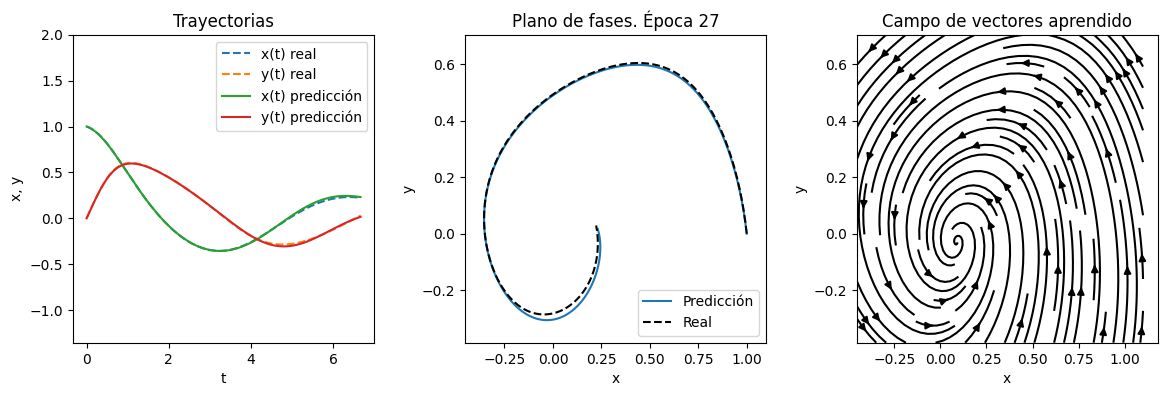 Trayectorias
2.0
1.5
1.0
0.5
0.0
−0.5
−1.0
x, y
0
2
4
6
t
x(t) real
y(t) real
x(t) predicción
y(t) predicción
Plano de fases. Época 27
0.6
0.4
0.2
0.0
−0.2
y
−0.25
0.00
0.25
0.50
0.75
1.00
x
Predicción
Real
Campo de vectores aprendido
0.6
0.4
0.2
0.0
−0.2
y
−0.25
0.00
0.25
0.50
0.75
1.00
x